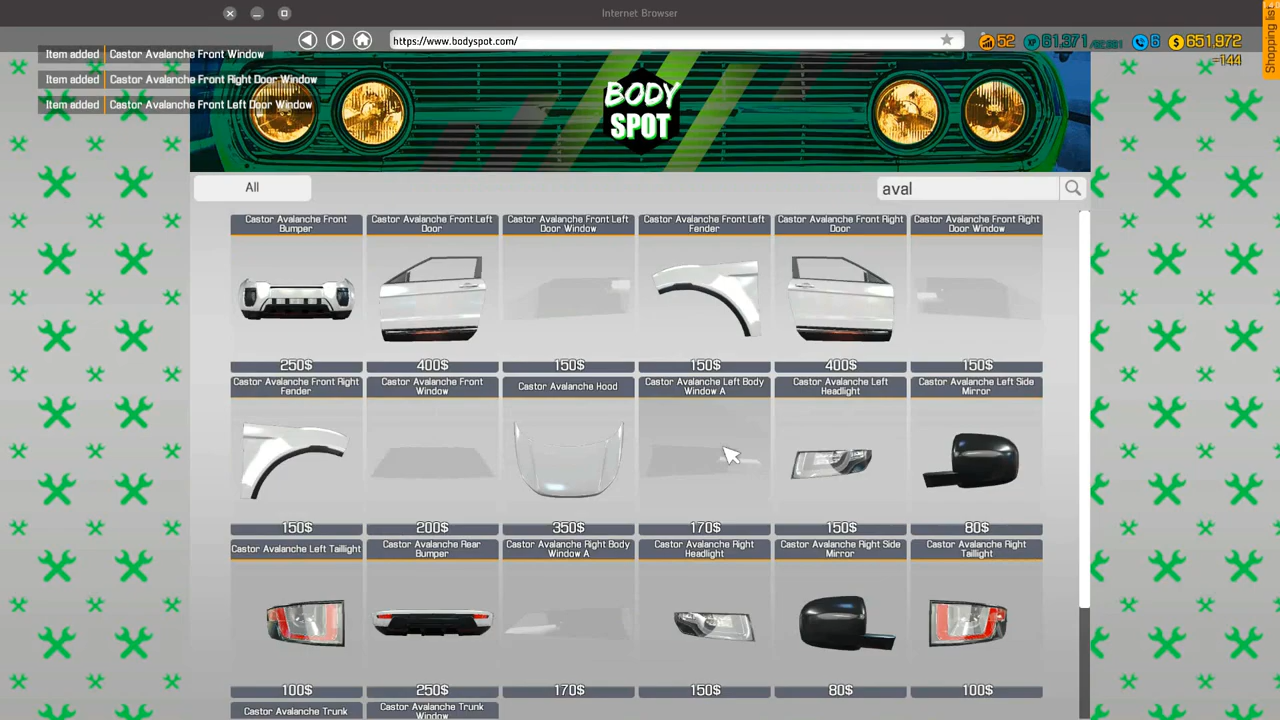 Internet Browser
https://www.bodyspot.com/
52
XP 61,371
6
$ 651,972
-144
Shopping list
Item added | Castor Avalanche Front Window
Item added | Castor Avalanche Front Right Door Window
Item added | Castor Avalanche Front Left Door Window
BODY
SPOT
All
aval
Castor Avalanche Front
Bumper
Castor Avalanche Front Left
Door
Castor Avalanche Front Left
Door Window
Castor Avalanche Front Left
Fender
Castor Avalanche Front Right
Door
Castor Avalanche Front Right
Door Window
250$
400$
150$
150$
400$
150$
Castor Avalanche Front Right
Fender
Castor Avalanche Front
Window
Castor Avalanche Hood
Castor Avalanche Left Body
Window A
Castor Avalanche Left
Headlight
Castor Avalanche Left Side
Mirror
150$
200$
350$
170$
150$
80$
Castor Avalanche Left Taillight
Castor Avalanche Rear
Bumper
Castor Avalanche Right Body
Window A
Castor Avalanche Right
Headlight
Castor Avalanche Right Side
Mirror
Castor Avalanche Right
Taillight
100$
250$
170$
150$
80$
100$
Castor Avalanche Trunk
Castor Avalanche Trunk
Window